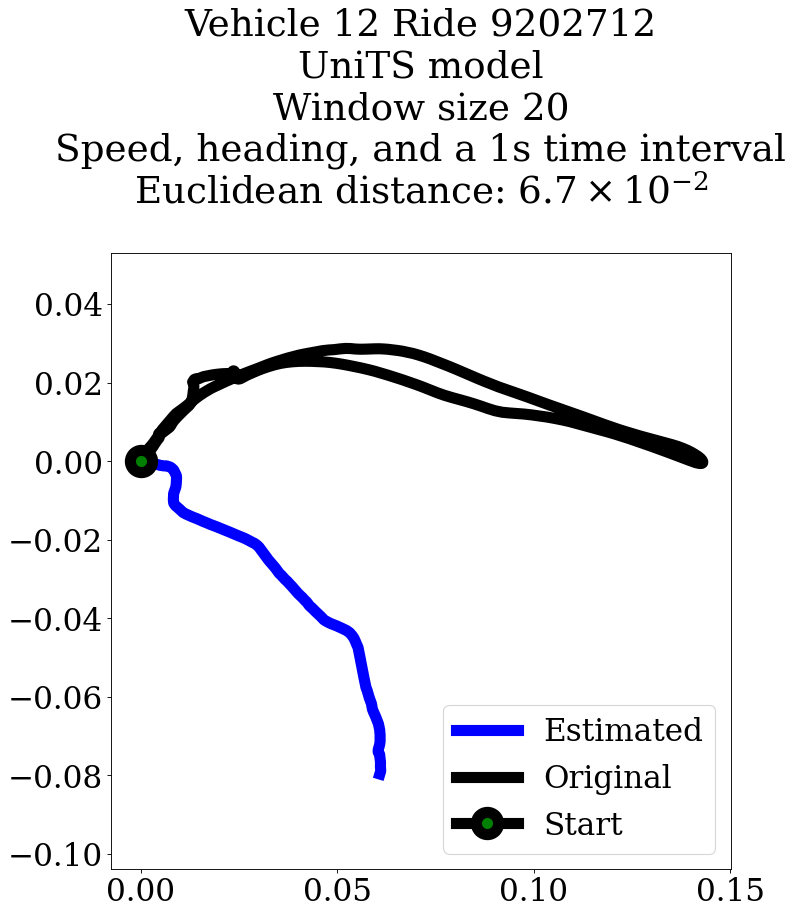 Vehicle 12 Ride 9202712
UniTS model
Window size 20
Speed, heading, and a 1s time interval
Euclidean distance: 6.7 × 10⁻²
0.04
0.02
0.00
−0.02
−0.04
−0.06
−0.08
−0.10
Estimated
Original
Start
0.00 0.05 0.10 0.15